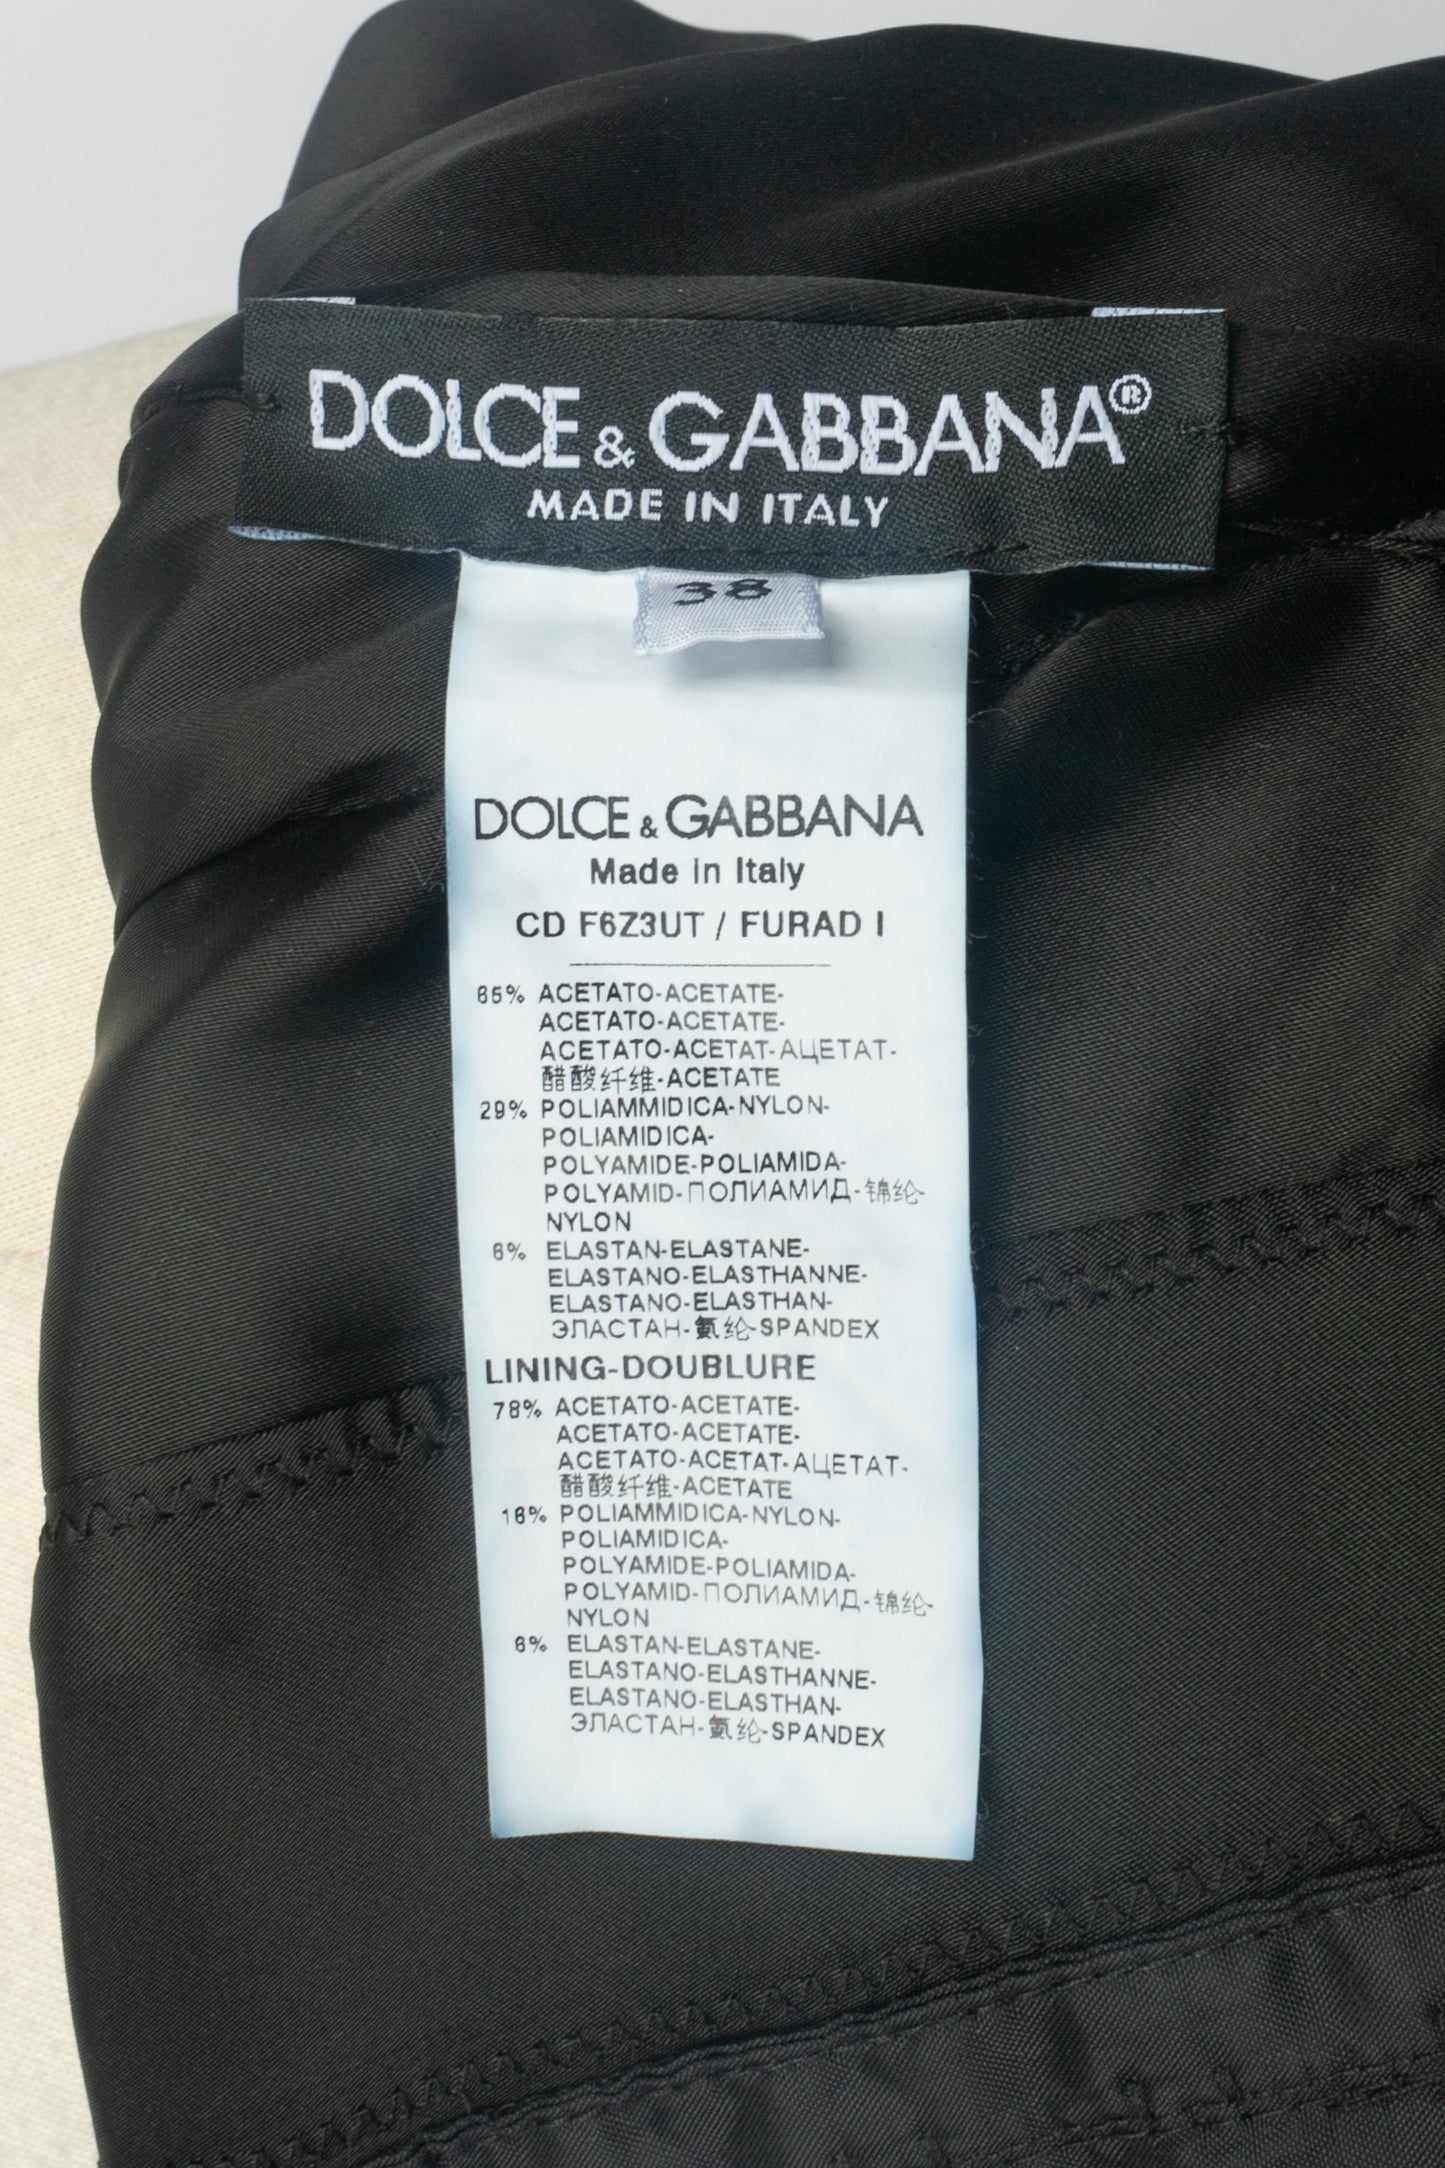 DOLCE & GABBANA®
MADE IN ITALY
38
DOLCE & GABBANA
Made in Italy
CD F6Z3UT / FURAD I
65% ACETATO-ACETATE-
ACETATO-ACETATE-
ACETATO-ACETAT-АЦЕТАТ-
醋酸纤维-ACETATE
29% POLIAMMIDICA-NYLON-
POLIAMIDICA-
POLYAMIDE-POLIAMIDA-
POLYAMID-ПОЛИАМИД-锦纶-
NYLON
6% ELASTAN-ELASTANE-
ELASTANO-ELASTHANNE-
ELASTANO-ELASTHAN-
ЭЛАСТАН-氨纶-SPANDEX
LINING-DOUBLURE
78% ACETATO-ACETATE-
ACETATO-ACETATE-
ACETATO-ACETAT-АЦЕТАТ-
醋酸纤维-ACETATE
16% POLIAMMIDICA-NYLON-
POLIAMIDICA-
POLYAMIDE-POLIAMIDA-
POLYAMID-ПОЛИАМИД-锦纶-
NYLON
6% ELASTAN-ELASTANE-
ELASTANO-ELASTHANNE-
ELASTANO-ELASTHAN-
ЭЛАСТАН-氨纶-SPANDEX